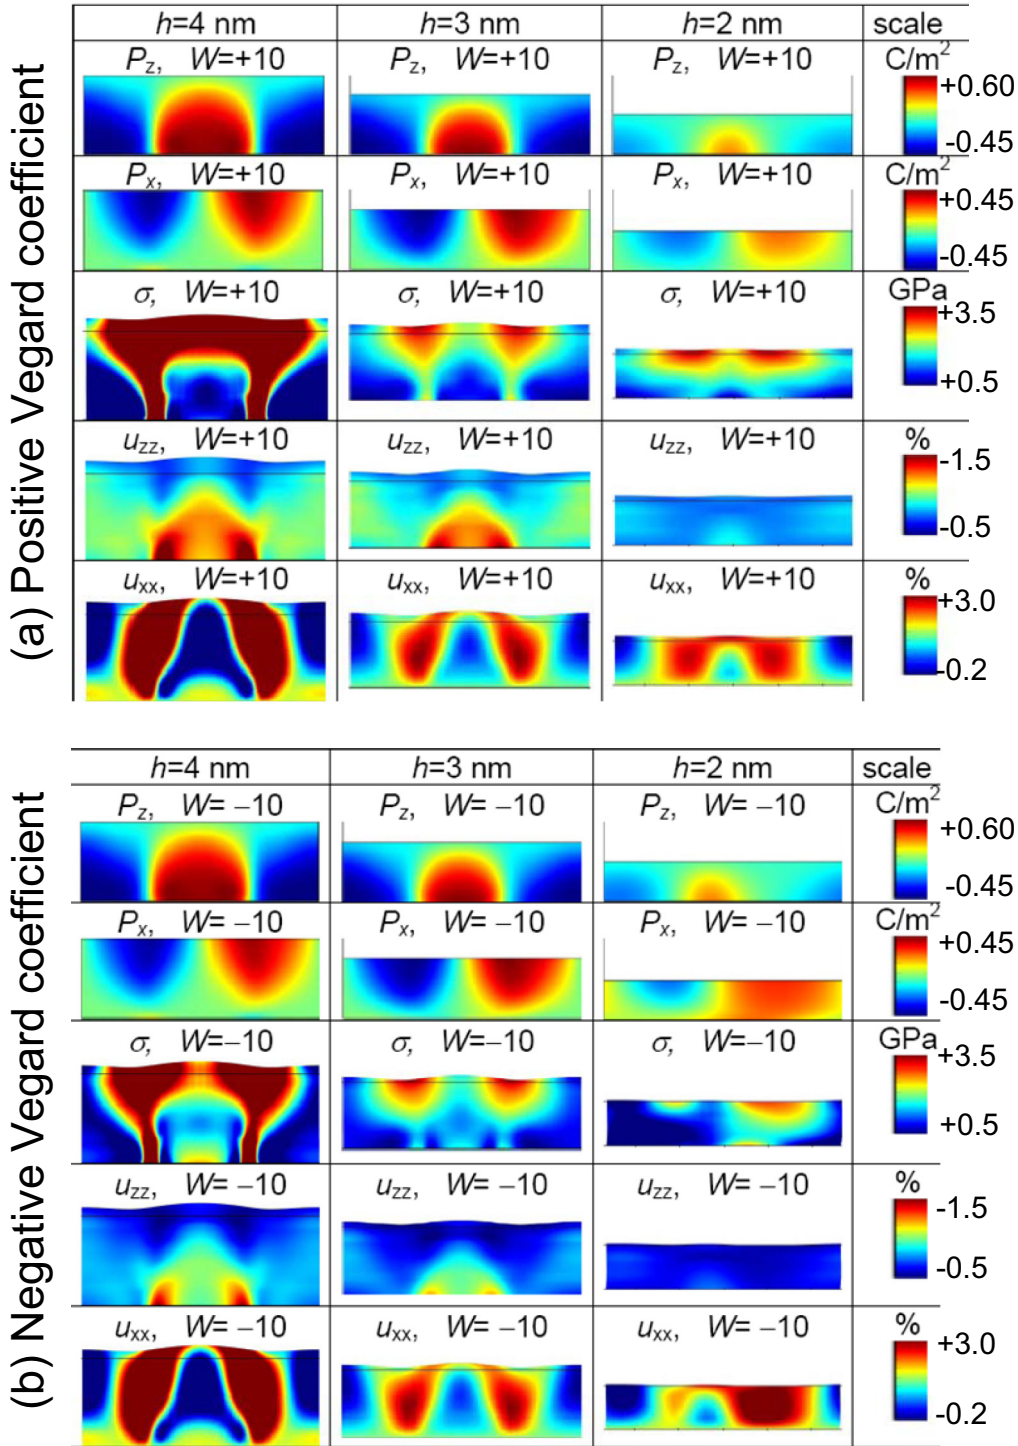 (a) Positive Vegard coefficient
h=4 nm h=3 nm h=2 nm scale
Pz, W=+10 Pz, W=+10 Pz, W=+10 C/m2
+0.60
-0.45
Px, W=+10 Px, W=+10 Px, W=+10 C/m2
+0.45
-0.45
σ, W=+10 σ, W=+10 σ, W=+10 GPa
+3.5
+0.5
uzz, W=+10 uzz, W=+10 uzz, W=+10 %
-1.5
-0.5
uxx, W=+10 uxx, W=+10 uxx, W=+10 %
+3.0
-0.2
(b) Negative Vegard coefficient
h=4 nm h=3 nm h=2 nm scale
Pz, W= −10 Pz, W= −10 Pz, W= −10 C/m2
+0.60
-0.45
Px, W= −10 Px, W= −10 Px, W= −10 C/m2
+0.45
-0.45
σ, W=−10 σ, W=−10 σ, W=−10 GPa
+3.5
+0.5
uzz, W= −10 uzz, W= −10 uzz, W= −10 %
-1.5
-0.5
uxx, W= −10 uxx, W= −10 uxx, W= −10 %
+3.0
-0.2